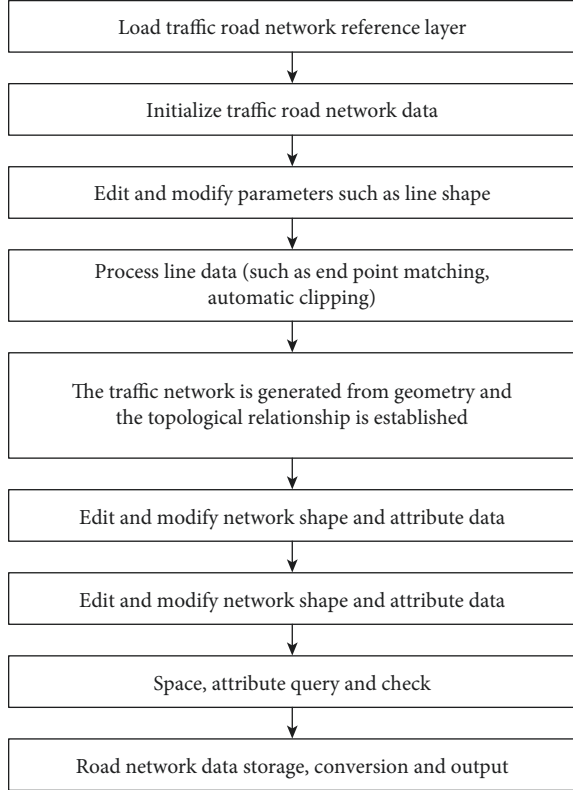 Load traffic road network reference layer
Initialize traffic road network data
Edit and modify parameters such as line shape
Process line data (such as end point matching,
automatic clipping)
The traffic network is generated from geometry and
the topological relationship is established
Edit and modify network shape and attribute data
Edit and modify network shape and attribute data
Space, attribute query and check
Road network data storage, conversion and output